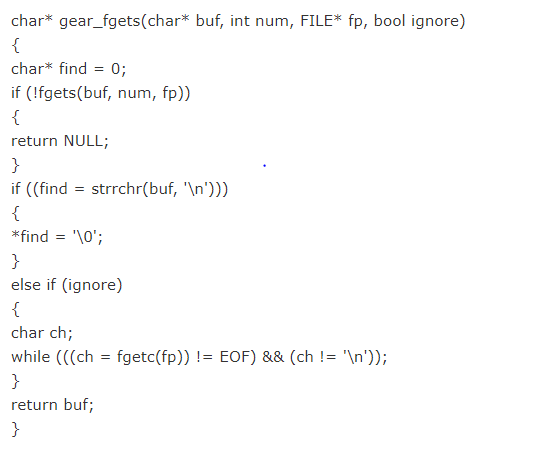 char* gear_fgets(char* buf, int num, FILE* fp, bool ignore)
{
char* find = 0;
if (!fgets(buf, num, fp))
{
return NULL;
}
if ((find = strrchr(buf, '\n')))
{
*find = '\0';
}
else if (ignore)
{
char ch;
while (((ch = fgetc(fp)) != EOF) && (ch != '\n'));
}
return buf;
}